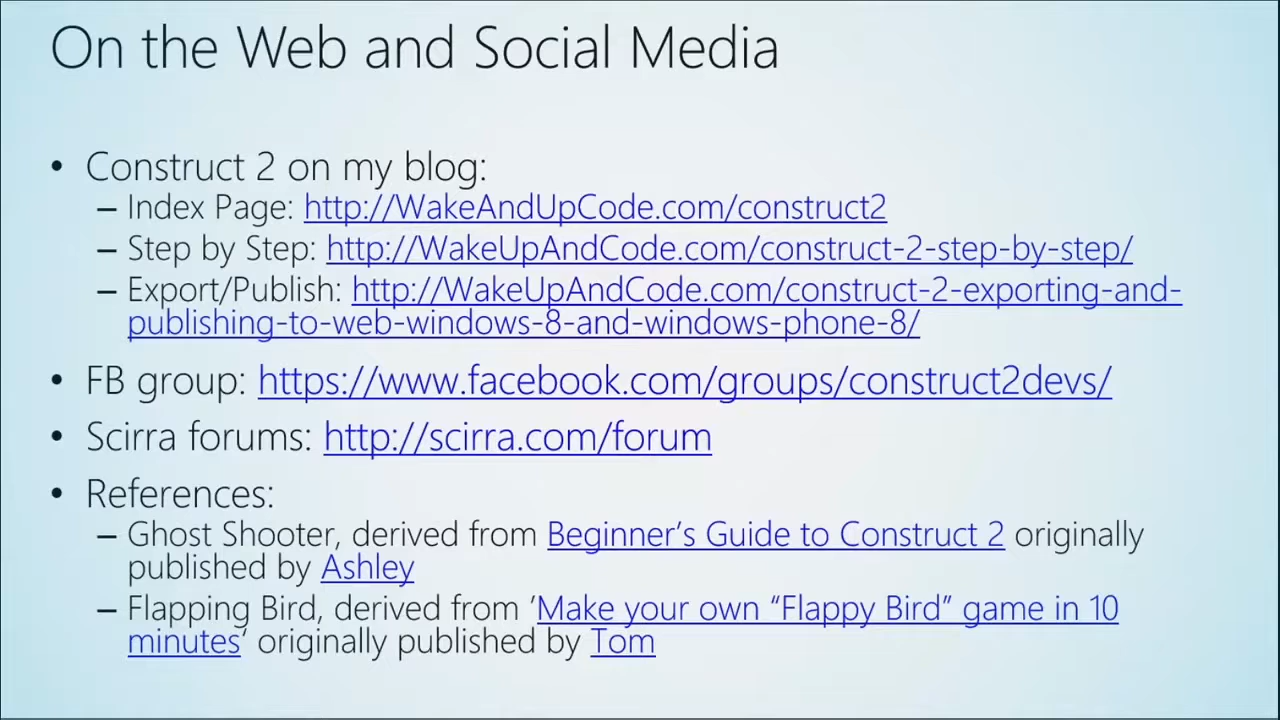 On the Web and Social Media
• Construct 2 on my blog:
– Index Page: http://WakeAndUpCode.com/construct2
– Step by Step: http://WakeUpAndCode.com/construct-2-step-by-step/
– Export/Publish: http://WakeUpAndCode.com/construct-2-exporting-and-
publishing-to-web-windows-8-and-windows-phone-8/
• FB group: https://www.facebook.com/groups/construct2devs/
• Scirra forums: http://scirra.com/forum
• References:
– Ghost Shooter, derived from Beginner’s Guide to Construct 2 originally
published by Ashley
– Flapping Bird, derived from ’Make your own “Flappy Bird” game in 10
minutes‘ originally published by Tom